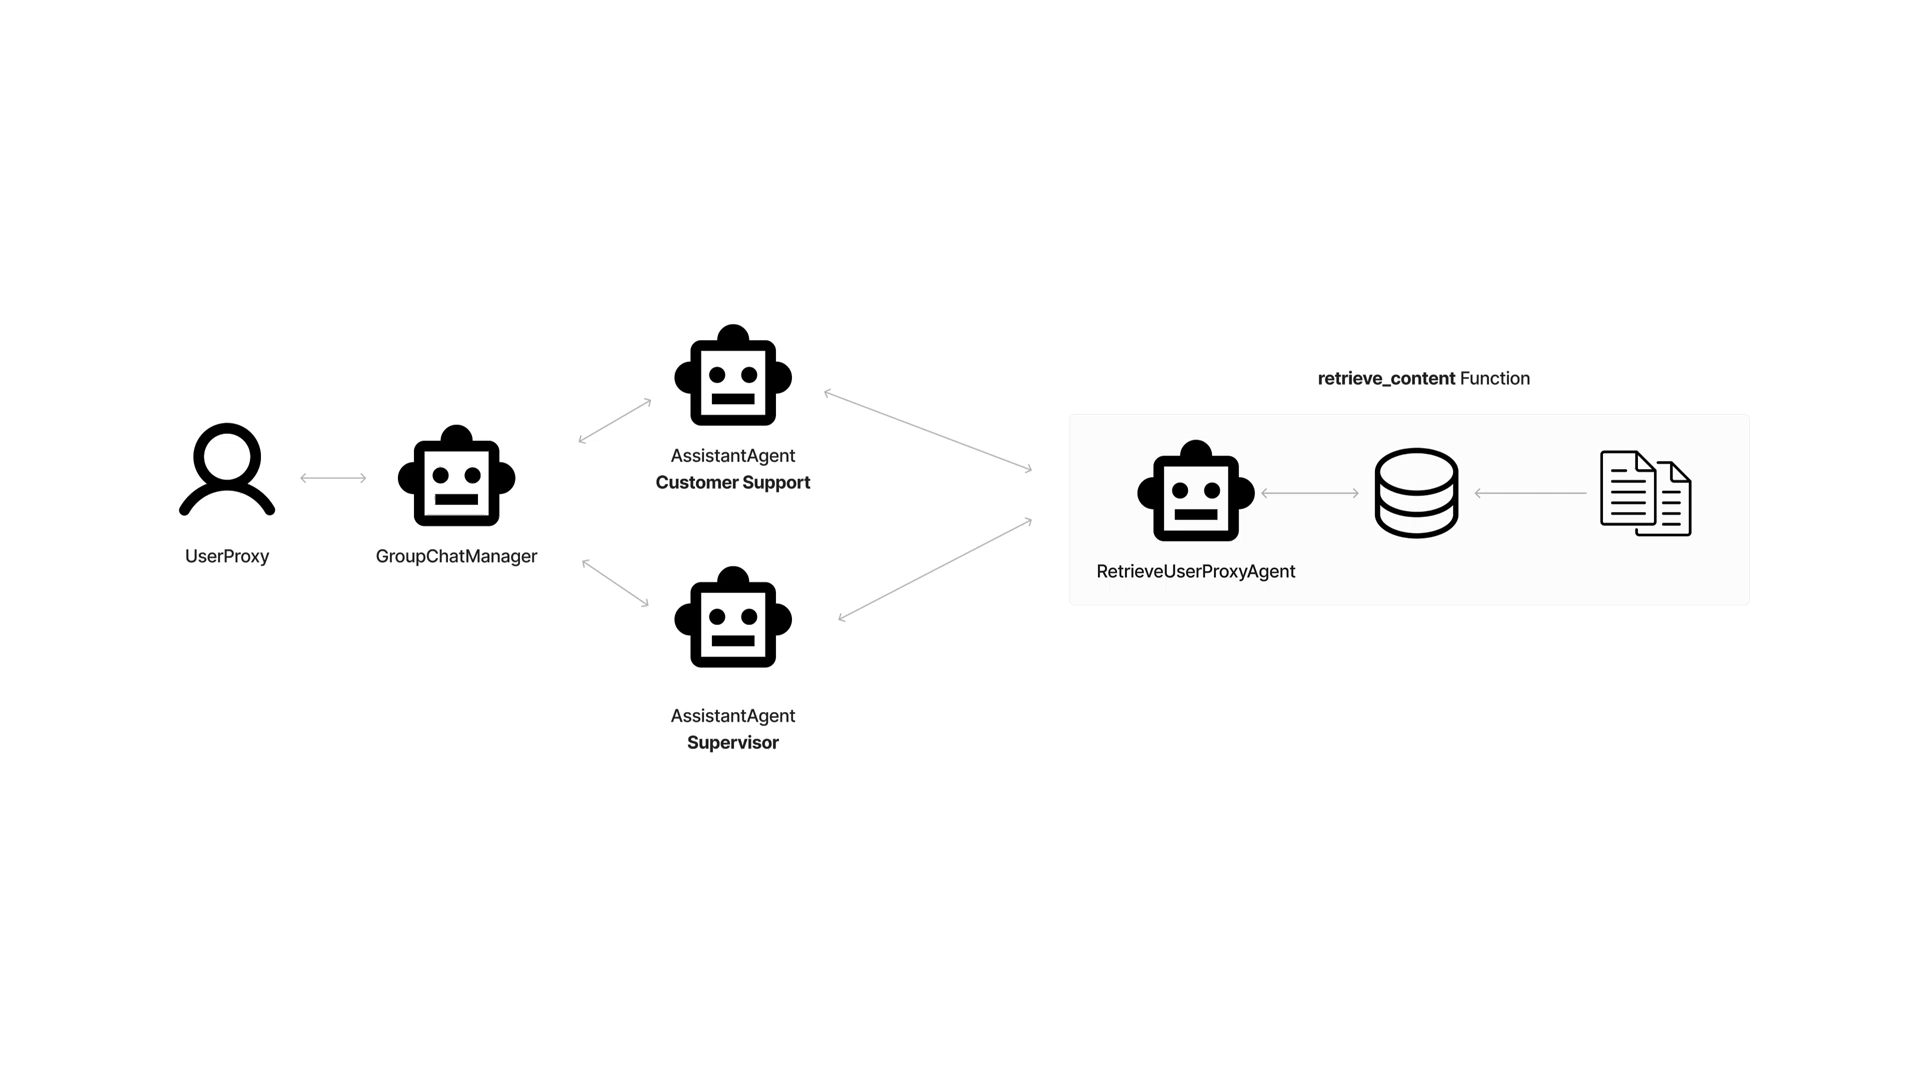 UserProxy
GroupChatManager
AssistantAgent
Customer Support
AssistantAgent
Supervisor
retrieve_content Function
RetrieveUserProxyAgent